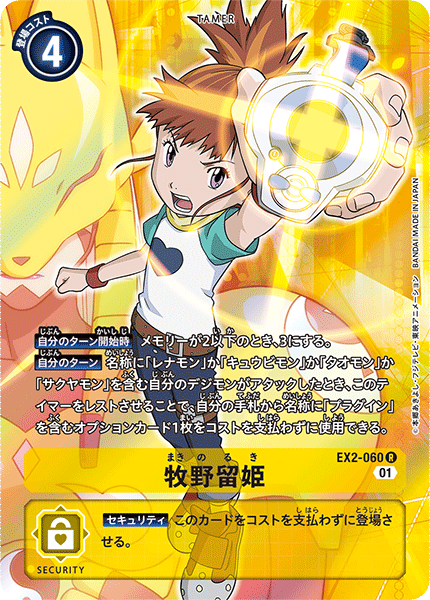 TAMER
登場コスト
4
自分のターン開始時 メモリーが2以下のとき、3にする。
自分のターン 名称に「レナモン」か「キュウビモン」か「タオモン」か
「サクヤモン」を含む自分のデジモンがアタックしたとき、このテ
イマーをレストさせることで、自分の手札から名称に「プラグイン」
を含むオプションカード1枚をコストを支払わずに使用できる。
EX2-060 R
01
まきのるき
牧野留姫
セキュリティ このカードをコストを支払わずに登場さ
せる。
SECURITY
©本郷あきよし・フジテレビ・東映アニメーション BANDAI MADE IN JAPAN